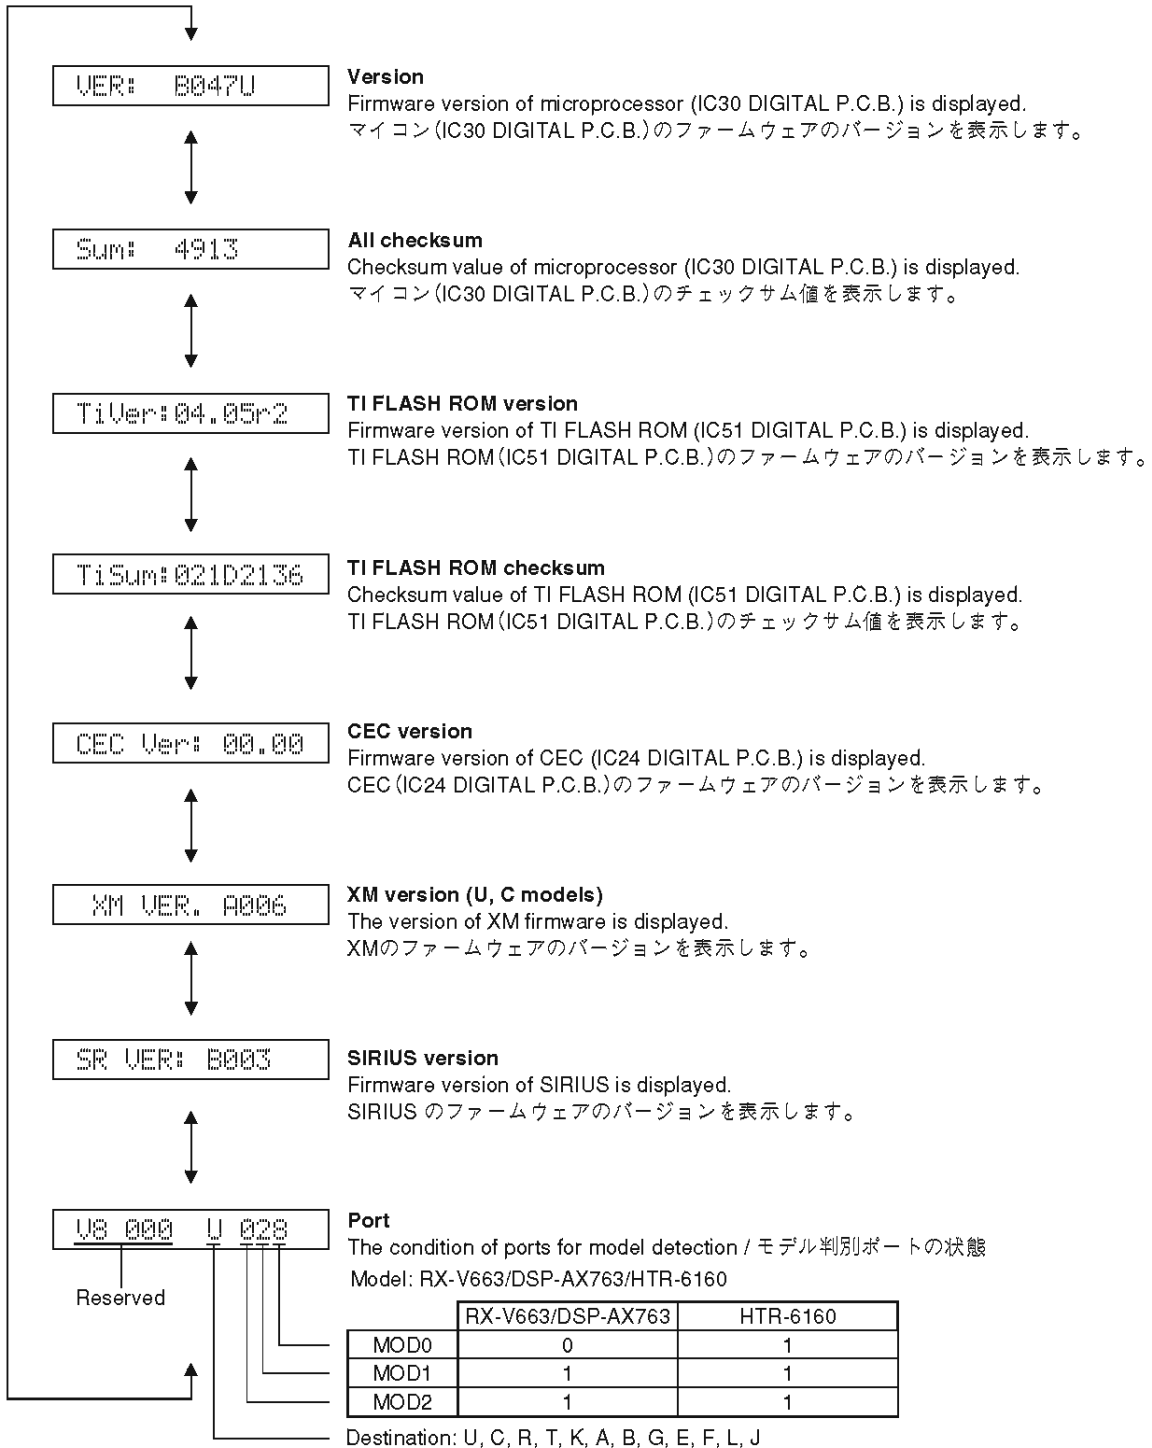 VER: B047U
Version
Firmware version of microprocessor (IC30 DIGITAL P.C.B.) is displayed.
マイコン(IC30 DIGITAL P.C.B.)のファームウェアのバージョンを表示します。
Sum: 4913
All checksum
Checksum value of microprocessor (IC30 DIGITAL P.C.B.) is displayed.
マイコン(IC30 DIGITAL P.C.B.)のチェックサム値を表示します。
TiVer:04.05r2
TI FLASH ROM version
Firmware version of TI FLASH ROM (IC51 DIGITAL P.C.B.) is displayed.
TI FLASH ROM(IC51 DIGITAL P.C.B.)のファームウェアのバージョンを表示します。
TiSum:021D2136
TI FLASH ROM checksum
Checksum value of TI FLASH ROM (IC51 DIGITAL P.C.B.) is displayed.
TI FLASH ROM(IC51 DIGITAL P.C.B.)のチェックサム値を表示します。
CEC Ver: 00.00
CEC version
Firmware version of CEC (IC24 DIGITAL P.C.B.) is displayed.
CEC(IC24 DIGITAL P.C.B.)のファームウェアのバージョンを表示します。
XM VER. A006
XM version (U, C models)
The version of XM firmware is displayed.
XMのファームウェアのバージョンを表示します。
SR VER: B003
SIRIUS version
Firmware version of SIRIUS is displayed.
SIRIUS のファームウェアのバージョンを表示します。
V8 000 U 028
Port
The condition of ports for model detection / モデル判別ポートの状態
Model: RX-V663/DSP-AX763/HTR-6160
Reserved
RX-V663/DSP-AX763 HTR-6160
MOD0 0 1
MOD1 1 1
MOD2 1 1
Destination: U, C, R, T, K, A, B, G, E, F, L, J